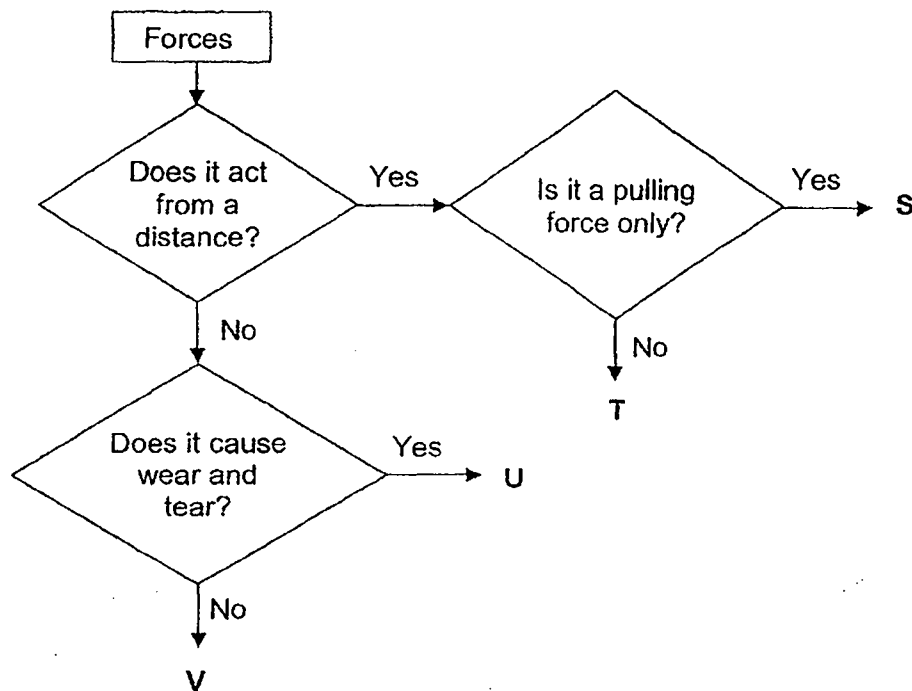 Forces
Does it act
from a
distance?
Yes
Is it a pulling
force only?
Yes
S
No
No
T
Does it cause
wear and
tear?
Yes
U
No
V